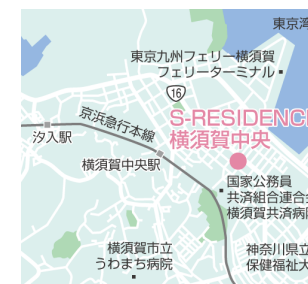 東京湾
東京九州フェリー横須賀
フェリーターミナル
16
S-RESIDENCE
横須賀中央
京浜急行本線
汐入駅
横須賀中央駅
国家公務員
共済組合連合会
横須賀共済病
横須賀市立
うわまち病院
神奈川県立
保健福祉大